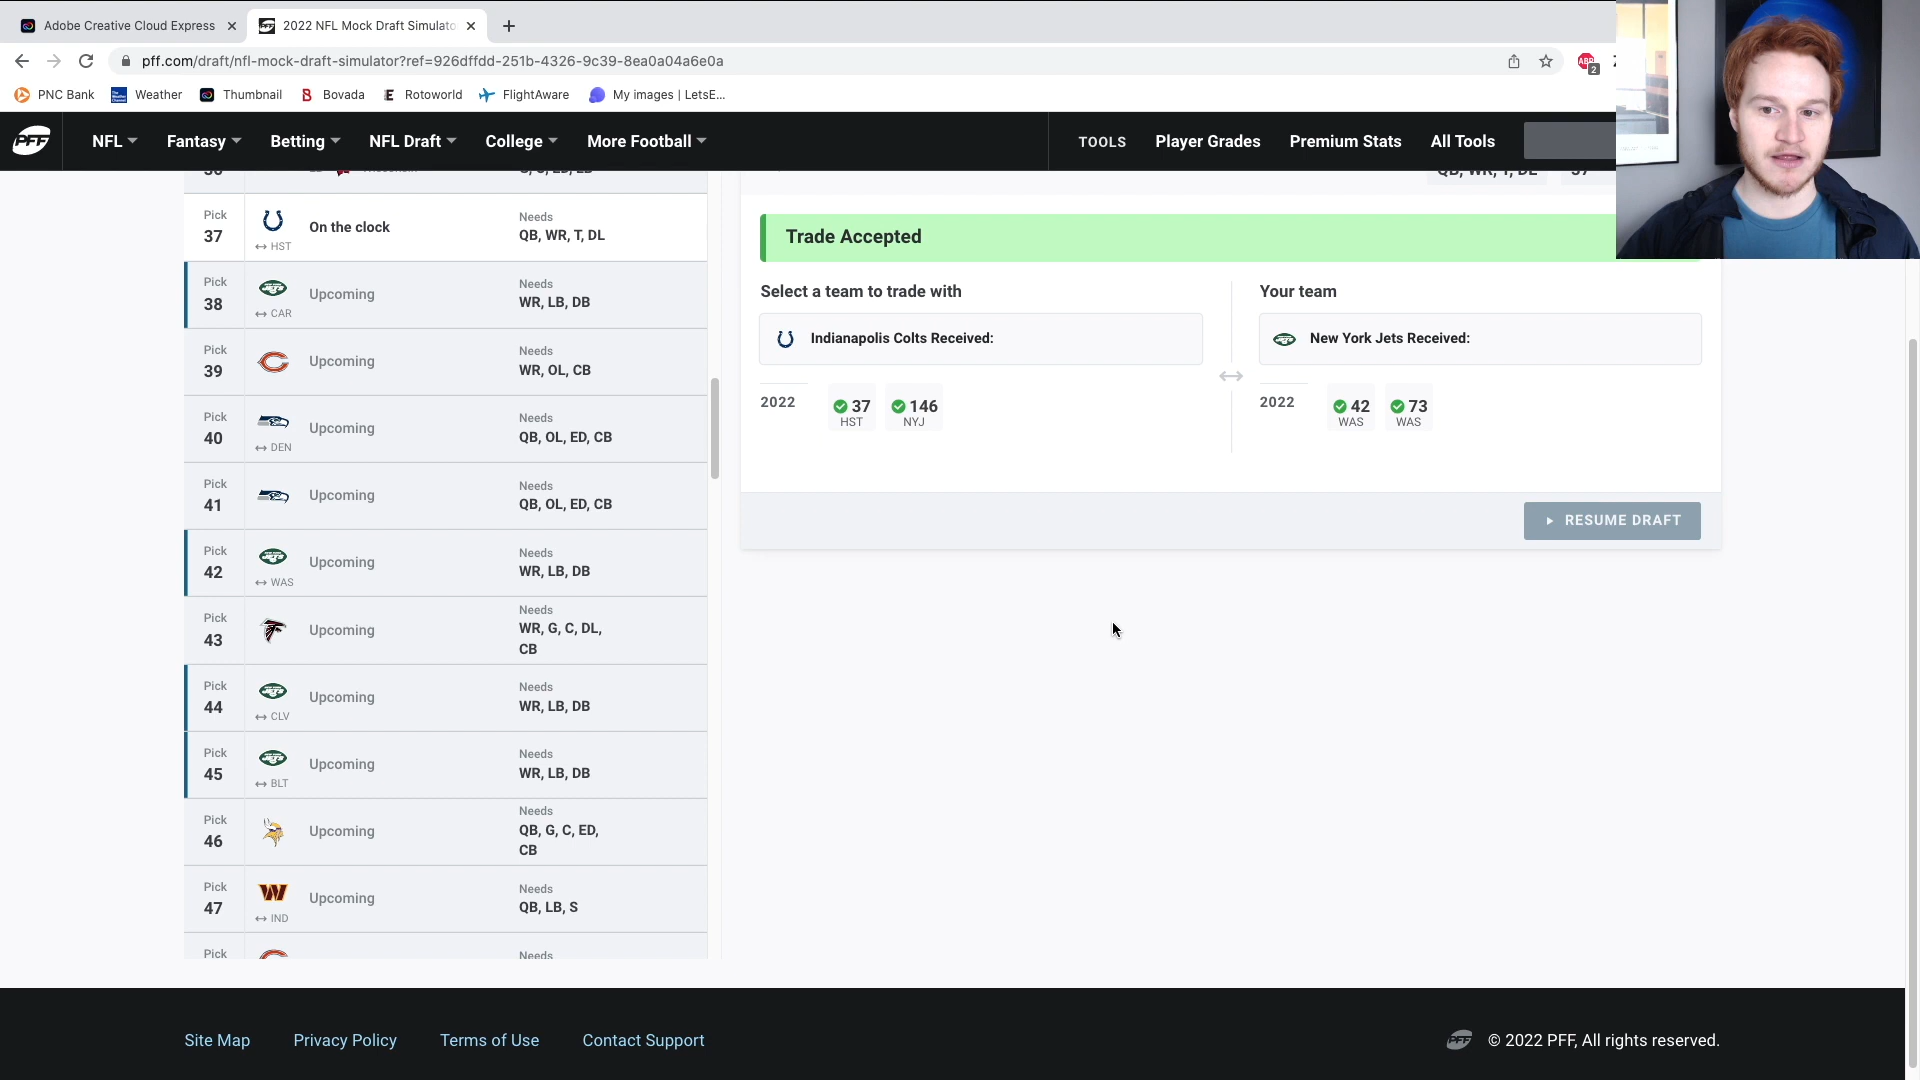 Adobe Creative Cloud Express
2022 NFL Mock Draft Simulato
pff.com/draft/nfl-mock-draft-simulator?ref=926dffdd-251b-4326-9c39-8ea0a04a6e0a
ABP
2
PNC Bank
Weather
Thumbnail
B
Bovada
E
Rotoworld
FlightAware
My images | LetsE...
PFF
NFL
Fantasy
Betting
NFL Draft
College
More Football
TOOLS
Player Grades
Premium Stats
All Tools
QB, WR, T, DL
37
Pick
37
HST
On the clock
Needs
QB, WR, T, DL
Pick
38
CAR
Upcoming
Needs
WR, LB, DB
Pick
39
Upcoming
Needs
WR, OL, CB
Pick
40
DEN
Upcoming
Needs
QB, OL, ED, CB
Pick
41
Upcoming
Needs
QB, OL, ED, CB
Pick
42
WAS
Upcoming
Needs
WR, LB, DB
Pick
43
Upcoming
Needs
WR, G, C, DL,
CB
Pick
44
CLV
Upcoming
Needs
WR, LB, DB
Pick
45
BLT
Upcoming
Needs
WR, LB, DB
Pick
46
Upcoming
Needs
QB, G, C, ED,
CB
Pick
47
IND
Upcoming
Needs
QB, LB, S
Pick
Needs
Trade Accepted
Select a team to trade with
Your team
Indianapolis Colts Received:
New York Jets Received:
2022
37
HST
146
NYJ
2022
42
WAS
73
WAS
RESUME DRAFT
Site Map
Privacy Policy
Terms of Use
Contact Support
PFF
© 2022 PFF, All rights reserved.